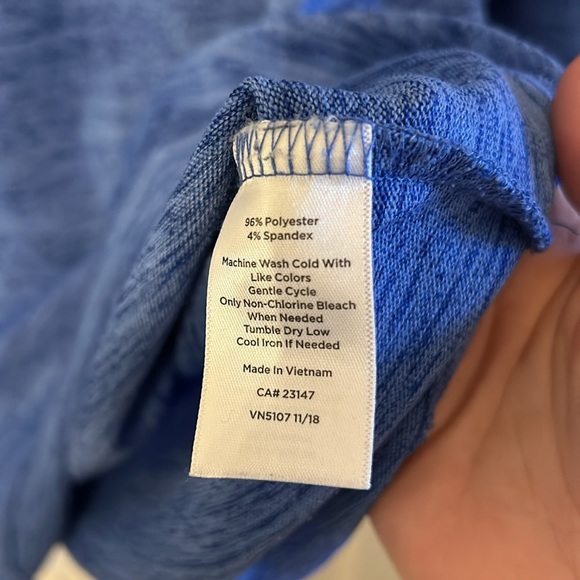 96% Polyester
4% Spandex
Machine Wash Cold With
Like Colors
Gentle Cycle
Only Non-Chlorine Bleach
When Needed
Tumble Dry Low
Cool Iron If Needed
Made In Vietnam
CA# 23147
VN5107 11/18